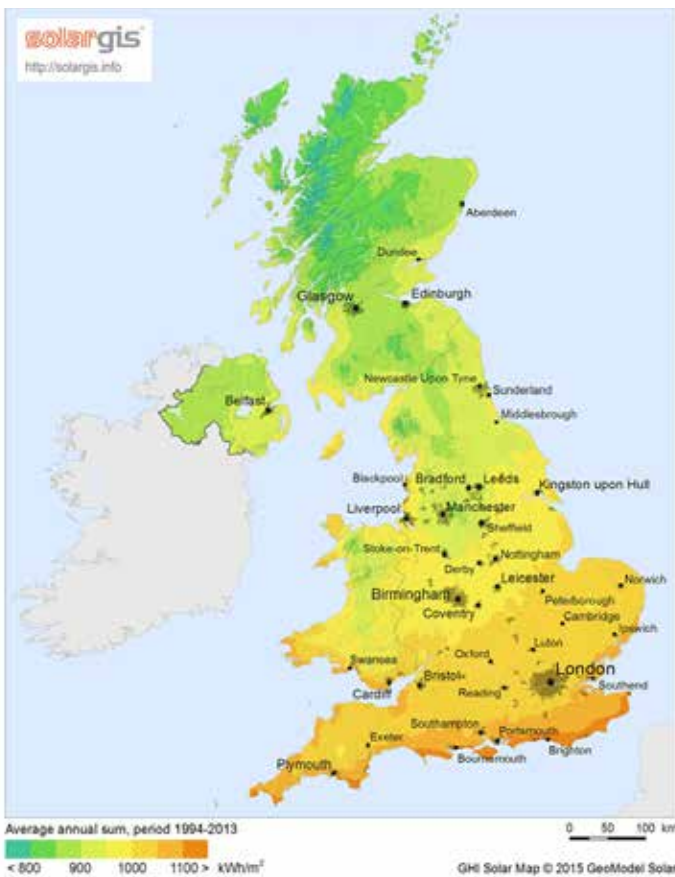 solargis
http://solargis.info
Aberdeen
Dundee
Glasgow
Edinburgh
Newcastle Upon Tyne
Sunderland
Belfast
Middlesbrough
Blackpool
Bradford
Leeds
Kingston upon Hull
Liverpool
Manchester
Sheffield
Stoke-on-Trent
Nottingham
Derby
Leicester
Norwich
Birmingham
Peterborough
Coventry
Cambridge
Ipswich
Luton
Swansea
Oxford
London
Cardiff
Bristol
Reading
Southend
Southampton
Portsmouth
Exeter
Brighton
Bournemouth
Plymouth
Average annual sum, period 1994-2013
0 50 100 km
< 800 900 1000 1100 > kWh/m²
GHI Solar Map © 2015 GeoModel Solar